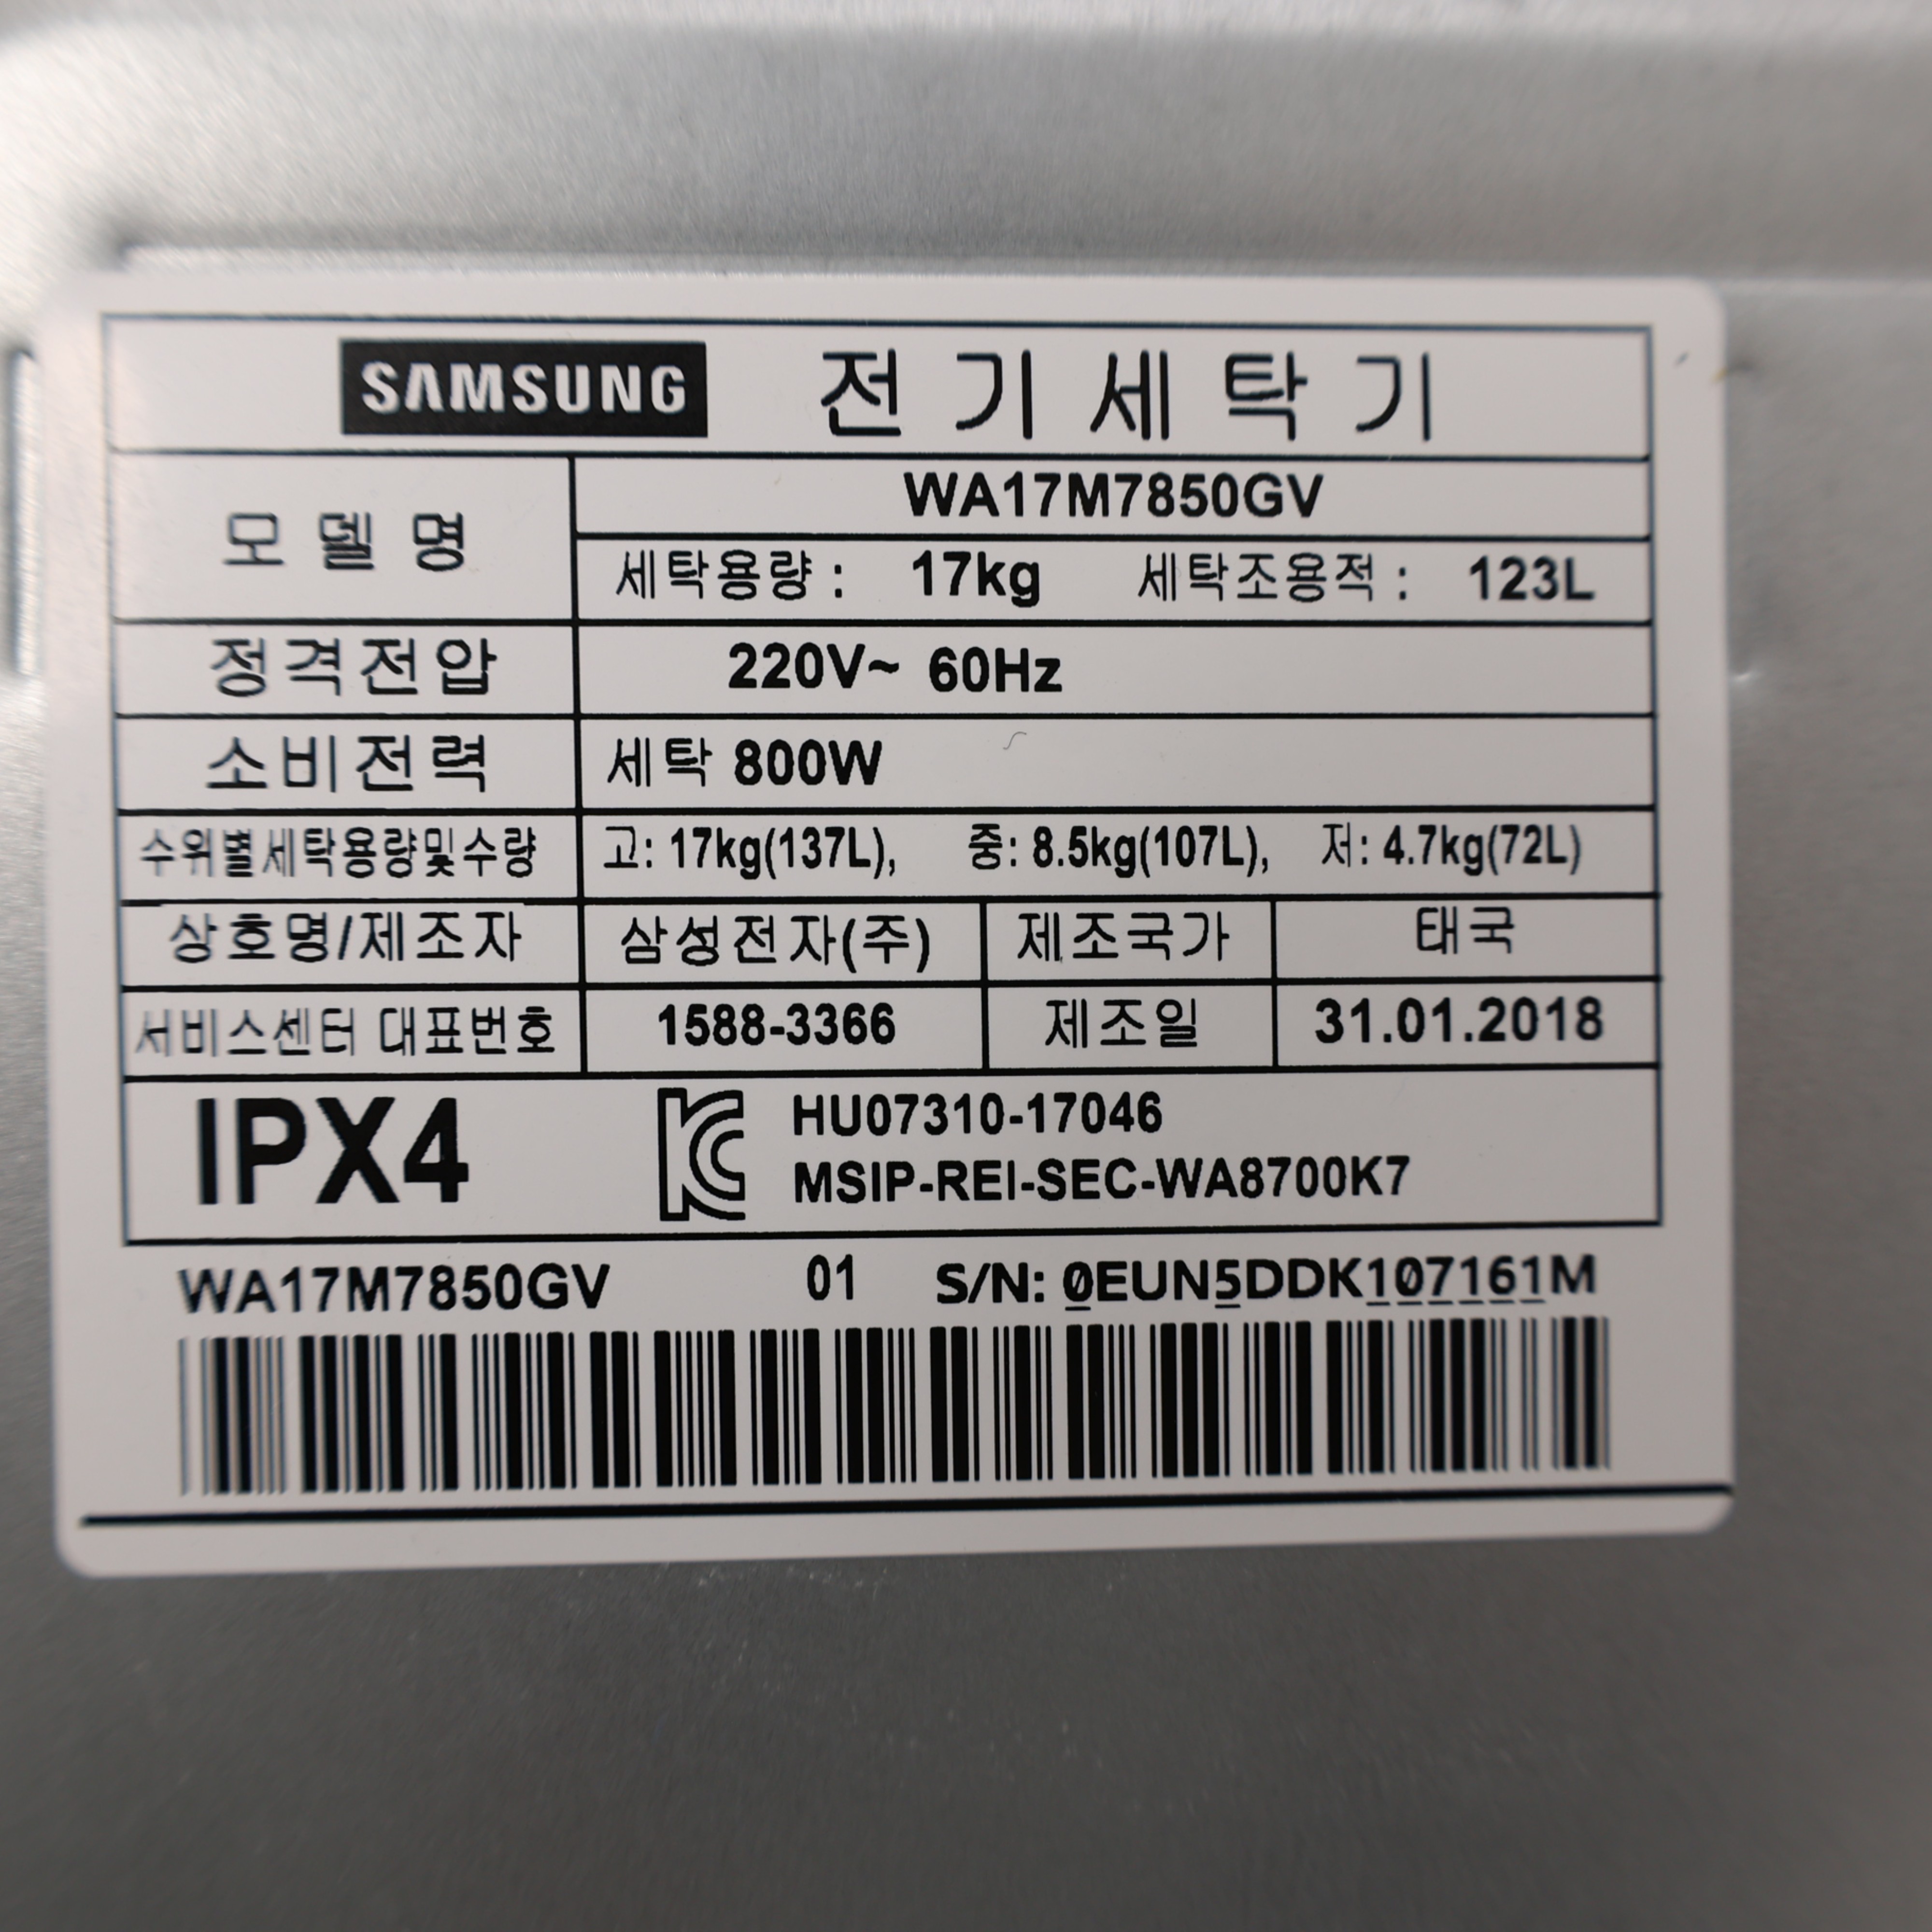 SAMSUNG 전기세탁기
모델명 WA17M7850GV
세탁용량 : 17kg 세탁조용적 : 123L
정격전압 220V~ 60Hz
소비전력 세탁 800W
수위별세탁용량및수량 고: 17kg(137L), 중: 8.5kg(107L), 저: 4.7kg(72L)
상호명/제조자 삼성전자(주) 제조국가 태국
서비스센터 대표번호 1588-3366 제조일 31.01.2018
IPX4 HU07310-17046
MSIP-REI-SEC-WA8700K7
WA17M7850GV 01 S/N: 0EUN5DDK107161M